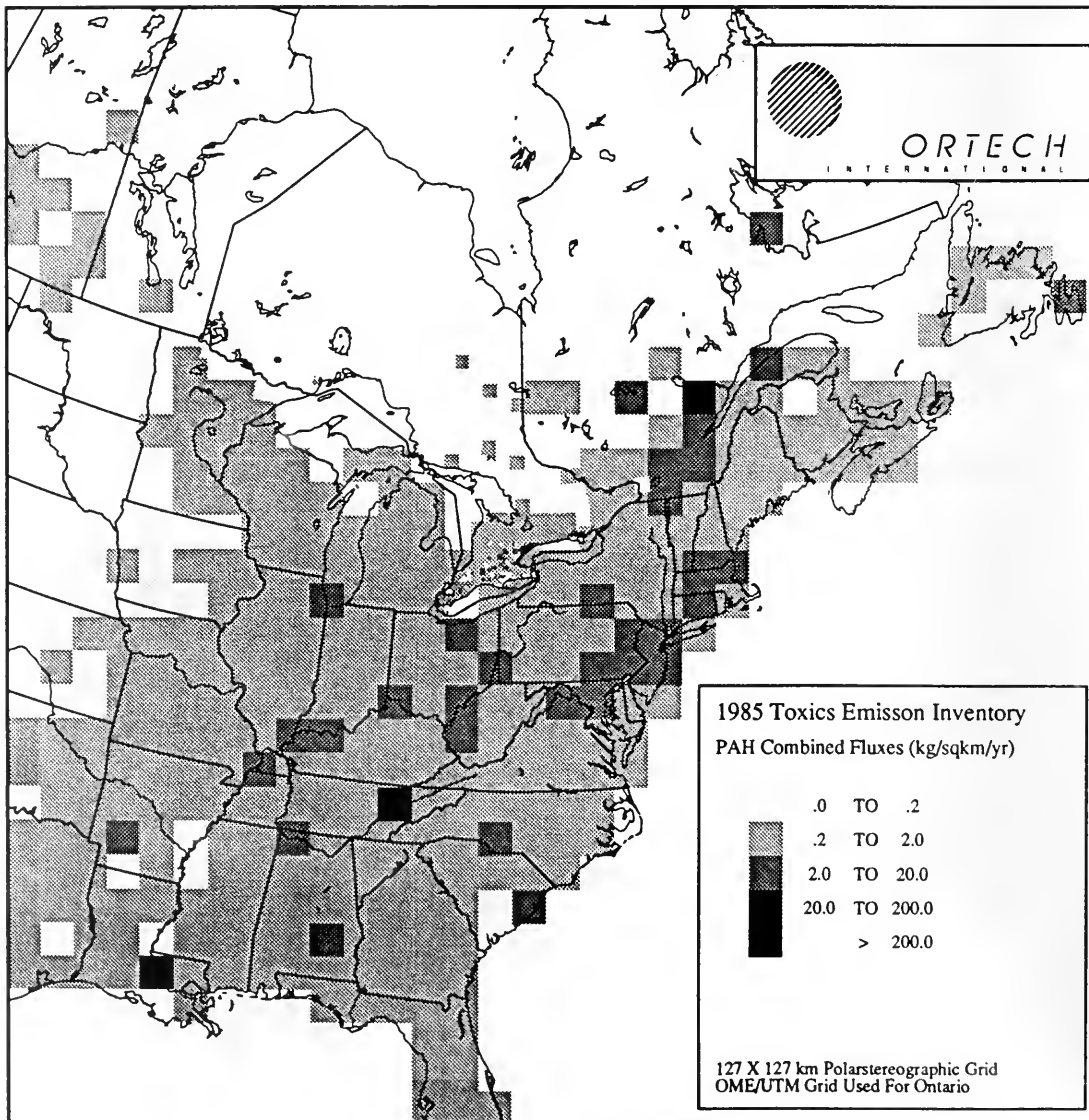 ORTECH
INTERNATIONAL
1985 Toxics Emisson Inventory
PAH Combined Fluxes (kg/sqkm/yr)
.0 TO .2
.2 TO 2.0
2.0 TO 20.0
20.0 TO 200.0
> 200.0
127 X 127 km Polarstereographic Grid
OME/UTM Grid Used For Ontario